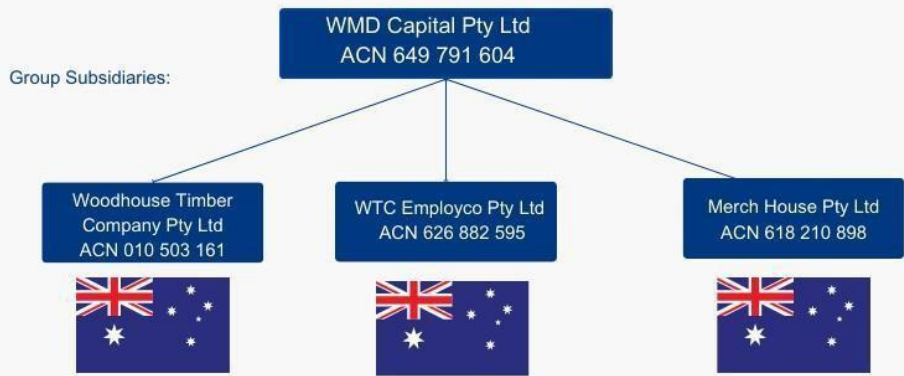 WMD Capital Pty Ltd
ACN 649 791 604
Group Subsidiaries:
Woodhouse Timber
Company Pty Ltd
ACN 010 503 161
WTC Employco Pty Ltd
ACN 626 882 595
Merch House Pty Ltd
ACN 618 210 898